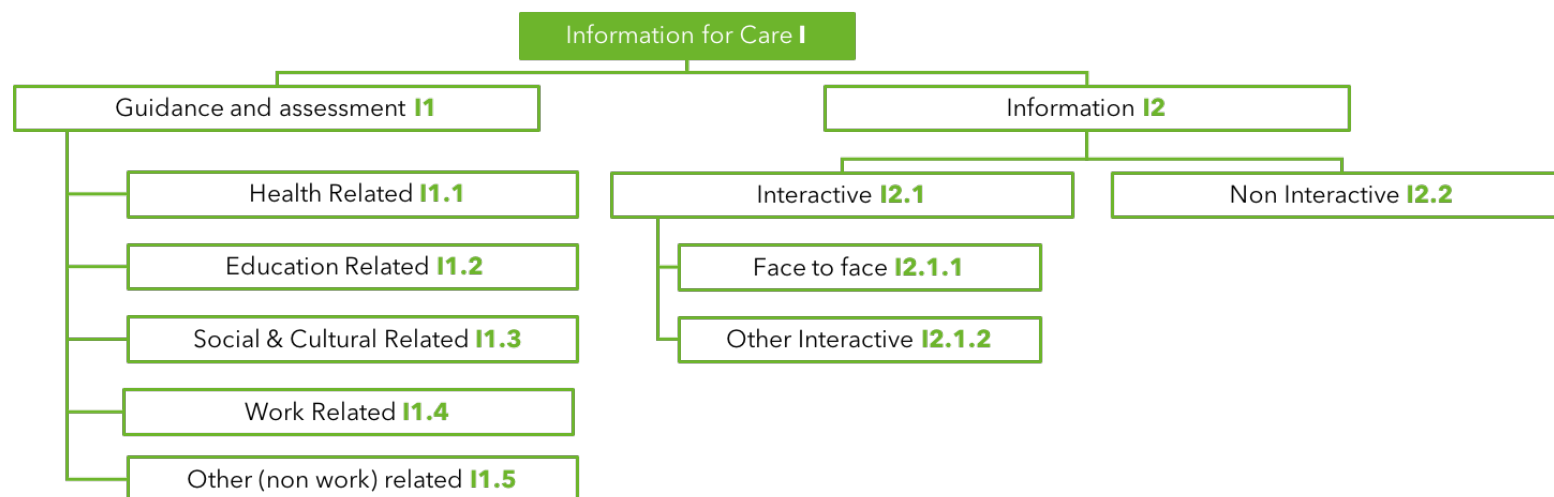 Information for Care I
Guidance and assessment I1
Information I2
Health Related I1.1
Interactive I2.1
Non Interactive I2.2
Education Related I1.2
Face to face I2.1.1
Social & Cultural Related I1.3
Other Interactive I2.1.2
Work Related I1.4
Other (non work) related I1.5